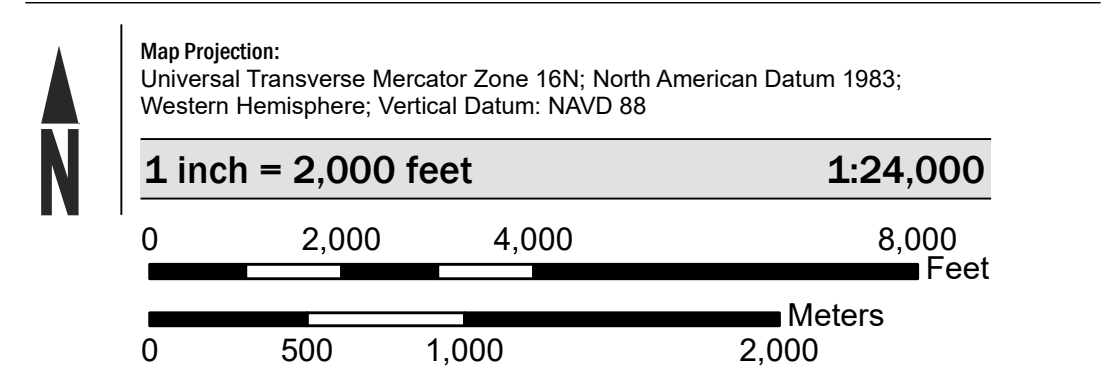 N
Map Projection:
Universal Transverse Mercator Zone 16N; North American Datum 1983;
Western Hemisphere; Vertical Datum: NAVD 88
1 inch = 2,000 feet 1:24,000
0 2,000 4,000 8,000
Feet
Meters
0 500 1,000 2,000